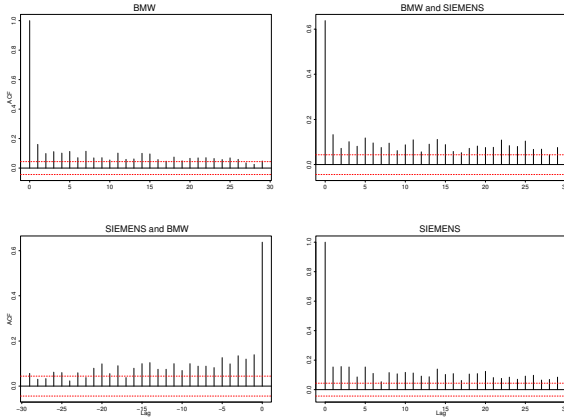 BMW
ACF
0.0 0.2 0.4 0.6 0.8 1.0
0 5 10 15 20 25 30
BMW and SIEMENS
0.0 0.2 0.4 0.6
0 5 10 15 20 25 30
SIEMENS and BMW
ACF
0.0 0.2 0.4 0.6
-30 -25 -20 -15 -10 -5 0
Lag
SIEMENS
0.0 0.2 0.4 0.6 0.8 1.0
0 5 10 15 20 25 30
Lag